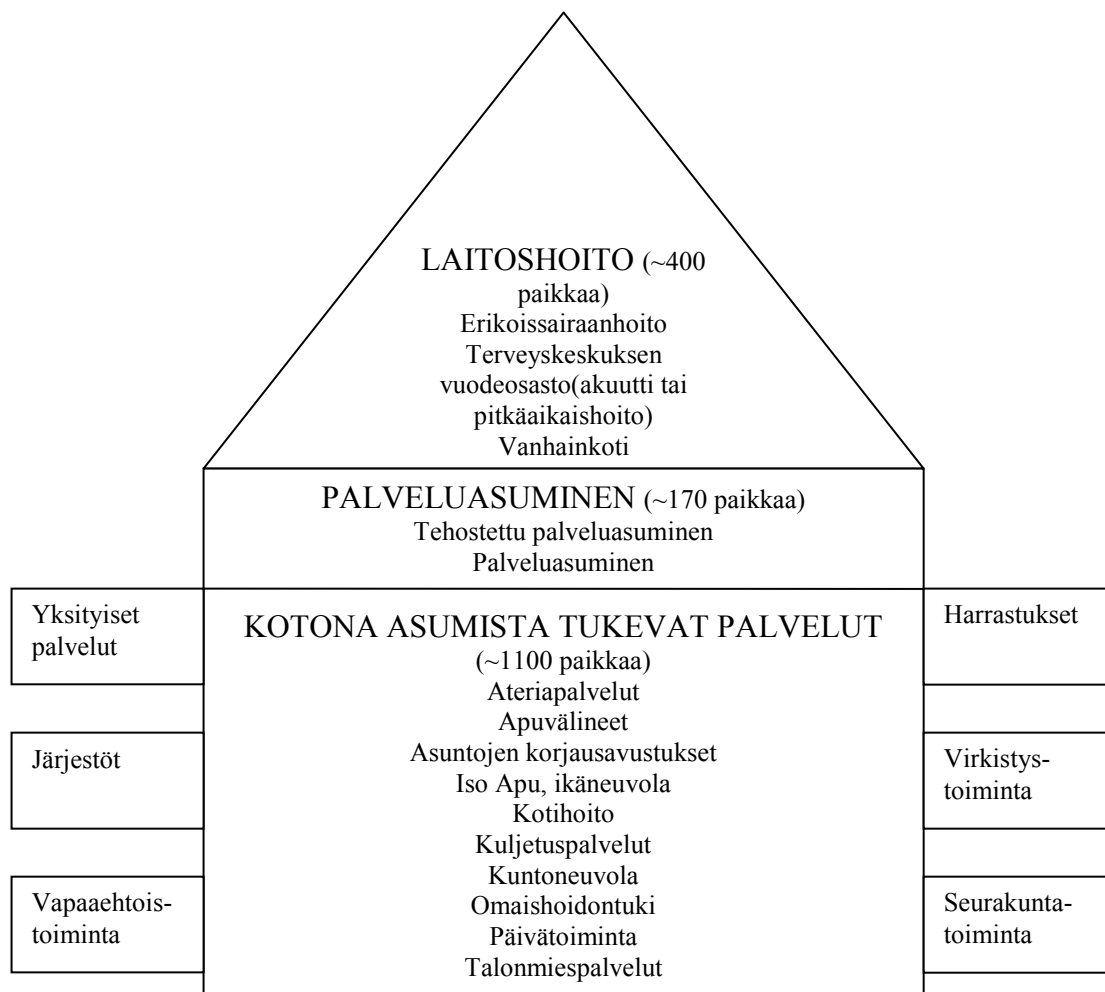 LAITOSHOITO (~400
paikkaa)
Erikoissairaanhoito
Terveyskeskuksen
vuodeosasto(akuutti tai
pitkäaikaishoito)
Vanhainkoti
PALVELUASUMINEN (~170 paikkaa)
Tehostettu palveluasuminen
Palveluasuminen
Yksityiset
palvelut
Järjestöt
Vapaaehtois-
toiminta
KOTONA ASUMISTA TUKEVAT PALVELUT
(~1100 paikkaa)
Ateriapalvelut
Apuvälineet
Asuntojen korjausavustukset
Iso Apu, ikäneuvola
Kotihoito
Kuljetuspalvelut
Kuntoneuvola
Omaishoidontuki
Päivätoiminta
Talonmiespalvelut
Harrastukset
Virkistys-
toiminta
Seurakunta-
toiminta